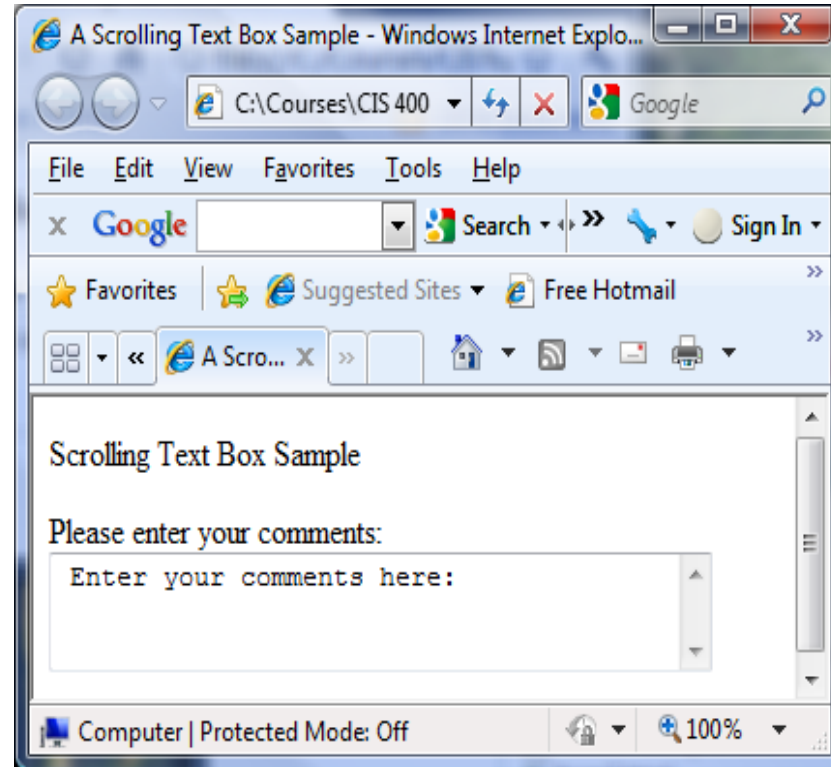 A Scrolling Text Box Sample - Windows Internet Explo...
C:\Courses\CIS 400 Google
File Edit View Favorites Tools Help
X Google Search » Sign In
Favorites Suggested Sites Free Hotmail »
« A Scro... X » »
Scrolling Text Box Sample
Please enter your comments:
Enter your comments here:
Computer | Protected Mode: Off 100%